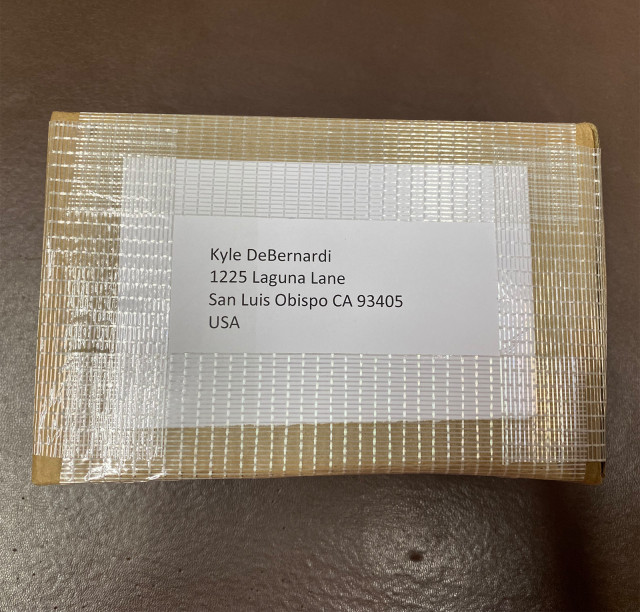 Kyle DeBernardi
1225 Laguna Lane
San Luis Obispo CA 93405
USA